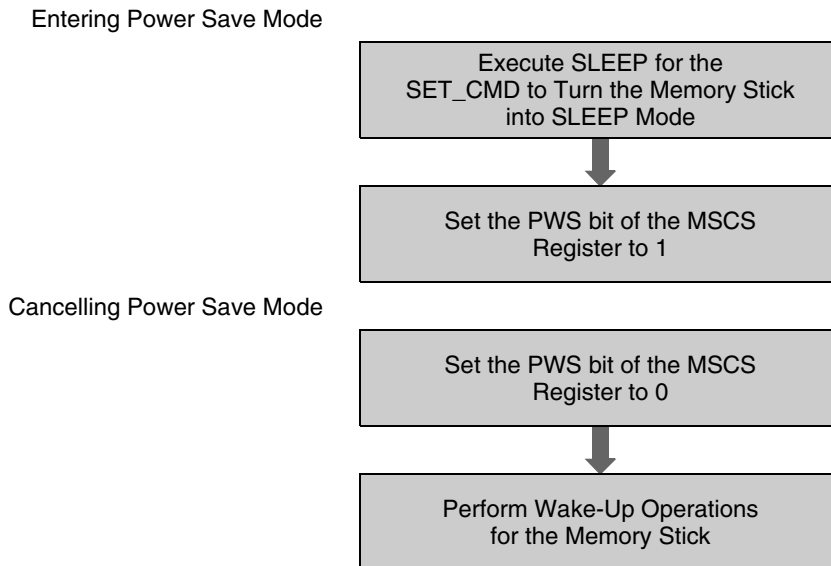 Entering Power Save Mode
Execute SLEEP for the
SET_CMD to Turn the Memory Stick
into SLEEP Mode
Set the PWS bit of the MSCS
Register to 1
Cancelling Power Save Mode
Set the PWS bit of the MSCS
Register to 0
Perform Wake-Up Operations
for the Memory Stick